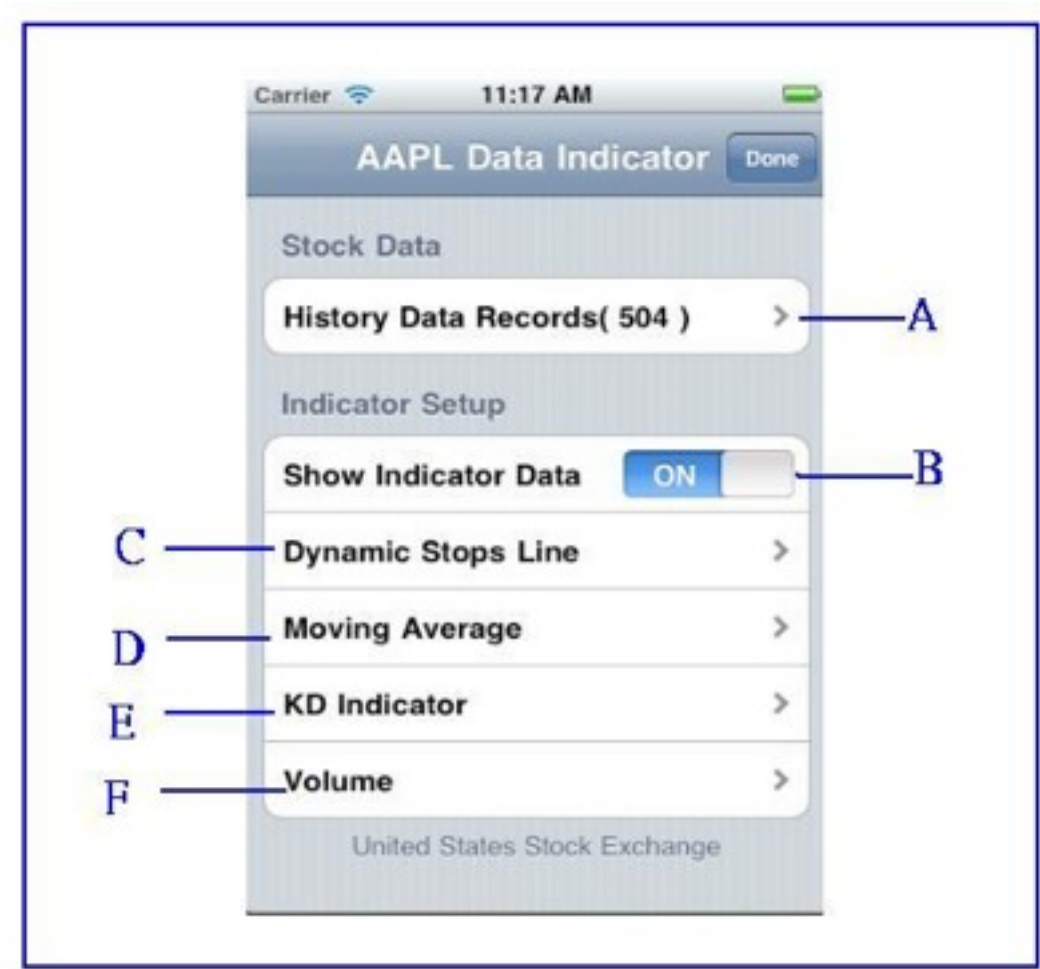 Carrier 11:17 AM
AAPL Data Indicator Done
Stock Data
History Data Records( 504 ) A
Indicator Setup
Show Indicator Data ON B
C Dynamic Stops Line
D Moving Average
E KD Indicator
F Volume
United States Stock Exchange